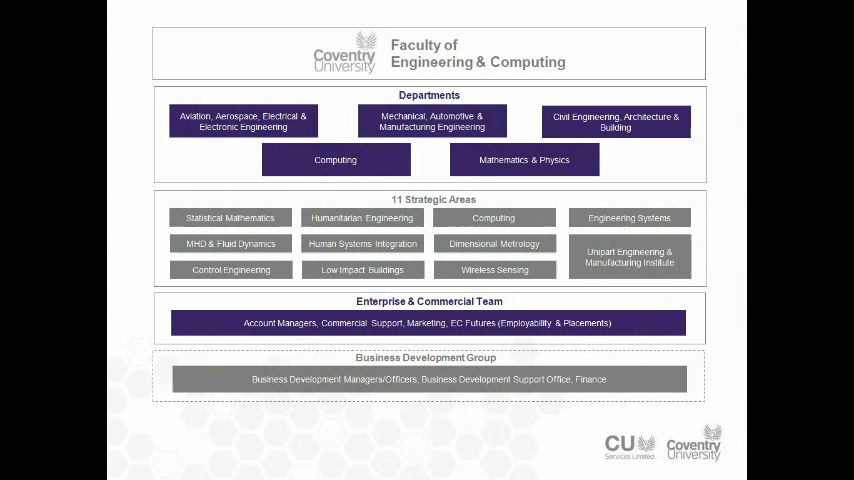 Coventry
University
Faculty of
Engineering & Computing
Departments
Aviation, Aerospace, Electrical &
Electronic Engineering
Mechanical, Automotive &
Manufacturing Engineering
Civil Engineering, Architecture &
Building
Computing
Mathematics & Physics
11 Strategic Areas
Statistical Mathematics
Humanitarian Engineering
Computing
Engineering Systems
MHD & Fluid Dynamics
Human Systems Integration
Dimensional Metrology
Unipart Engineering &
Manufacturing Institute
Control Engineering
Low Impact Buildings
Wireless Sensing
Enterprise & Commercial Team
Account Managers, Commercial Support, Marketing, EC Futures (Employability & Placements)
Business Development Group
Business Development Managers/Officers, Business Development Support Office, Finance
CU
Services Limited
Coventry
University